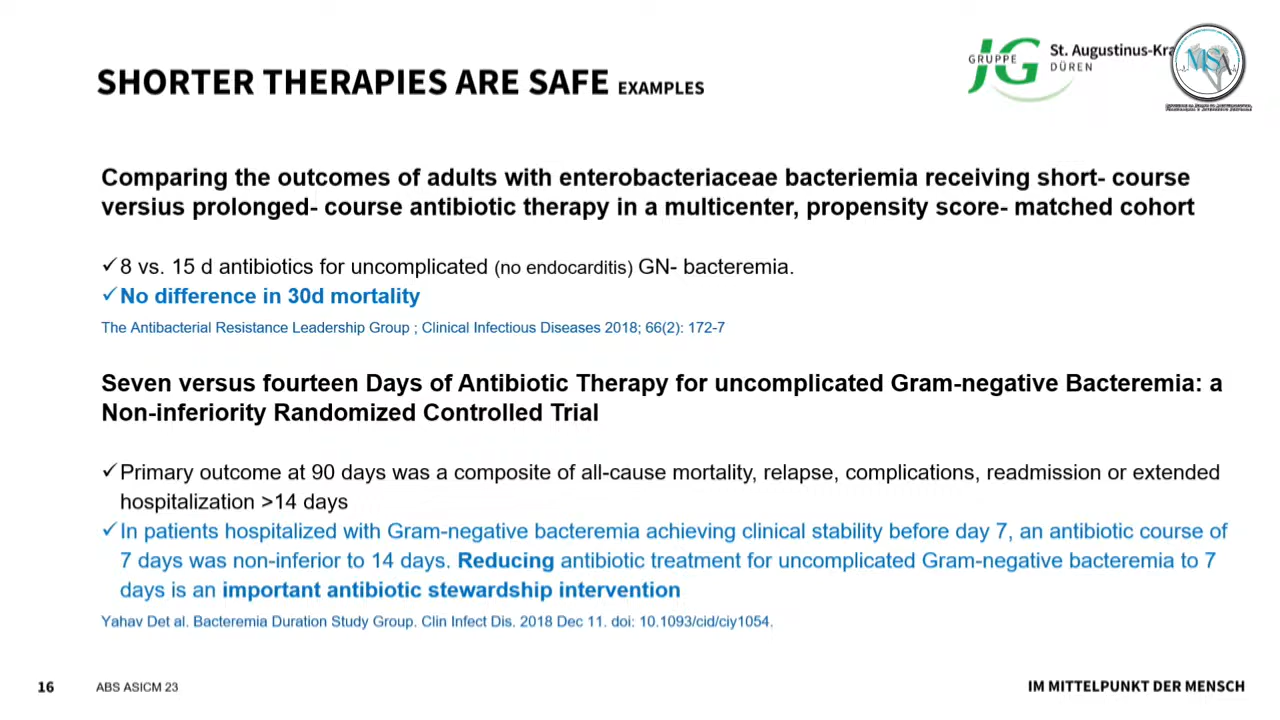 SHORTER THERAPIES ARE SAFE EXAMPLES
GRUPPE JG St. Augustinus-Kra
DÜREN
MSA
Comparing the outcomes of adults with enterobacteriaceae bacteriemia receiving short- course
versius prolonged- course antibiotic therapy in a multicenter, propensity score- matched cohort
✓8 vs. 15 d antibiotics for uncomplicated (no endocarditis) GN- bacteremia.
✓No difference in 30d mortality
The Antibacterial Resistance Leadership Group ; Clinical Infectious Diseases 2018; 66(2): 172-7
Seven versus fourteen Days of Antibiotic Therapy for uncomplicated Gram-negative Bacteremia: a
Non-inferiority Randomized Controlled Trial
✓Primary outcome at 90 days was a composite of all-cause mortality, relapse, complications, readmission or extended
hospitalization >14 days
✓In patients hospitalized with Gram-negative bacteremia achieving clinical stability before day 7, an antibiotic course of
7 days was non-inferior to 14 days. Reducing antibiotic treatment for uncomplicated Gram-negative bacteremia to 7
days is an important antibiotic stewardship intervention
Yahav Det al. Bacteremia Duration Study Group. Clin Infect Dis. 2018 Dec 11. doi: 10.1093/cid/ciy1054.
16
ABS ASICM 23
IM MITTELPUNKT DER MENSCH